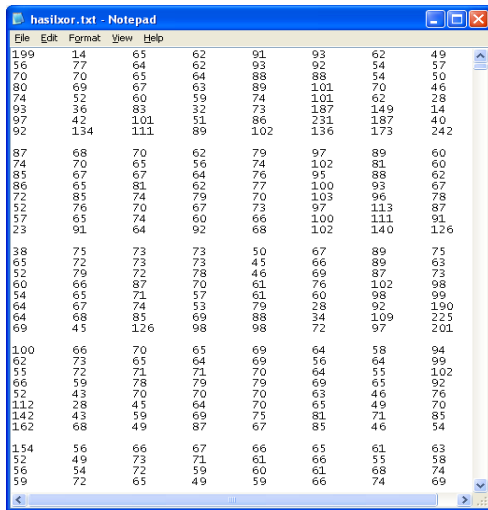 hasilxor.txt - Notepad
File Edit Format View Help
199 14 65 62 91 93 62 49
56 77 64 62 93 92 54 57
70 70 65 64 88 88 54 50
80 69 67 63 89 101 70 46
74 52 60 59 74 101 62 28
93 36 83 32 73 187 149 14
97 42 101 51 86 231 187 40
92 134 111 89 102 136 173 242
87 68 70 62 79 97 89 60
74 70 65 56 74 102 81 60
85 67 67 64 76 95 88 62
86 65 81 62 77 100 93 67
72 85 74 79 70 103 96 78
52 76 70 67 73 97 113 87
57 65 74 60 66 100 111 91
23 91 64 92 68 102 140 126
38 75 73 73 50 67 89 75
65 72 73 73 45 66 89 63
52 79 72 78 46 69 87 73
60 66 87 70 61 76 102 98
54 65 71 57 61 60 98 99
64 67 74 53 79 28 92 190
64 68 85 69 88 34 109 225
69 45 126 98 98 72 97 201
100 66 70 65 69 64 58 94
62 73 65 64 69 56 64 99
55 72 71 71 70 64 55 102
66 59 78 79 79 69 65 92
52 43 70 70 70 63 46 76
112 28 45 64 70 65 49 70
142 43 59 69 75 81 71 85
162 68 49 87 67 85 46 54
154 56 66 67 66 65 61 63
52 49 73 71 61 66 55 58
56 54 72 59 60 61 68 74
59 72 65 49 59 66 74 69